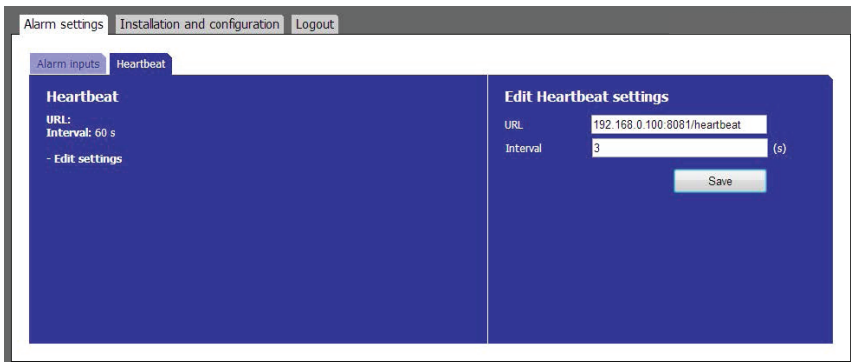 Alarm settings Installation and configuration Logout
Alarm inputs Heartbeat
Heartbeat
URL:
Interval: 60 s
- Edit settings
Edit Heartbeat settings
URL 192.168.0.100:8081/heartbeat
Interval 3 (s)
Save